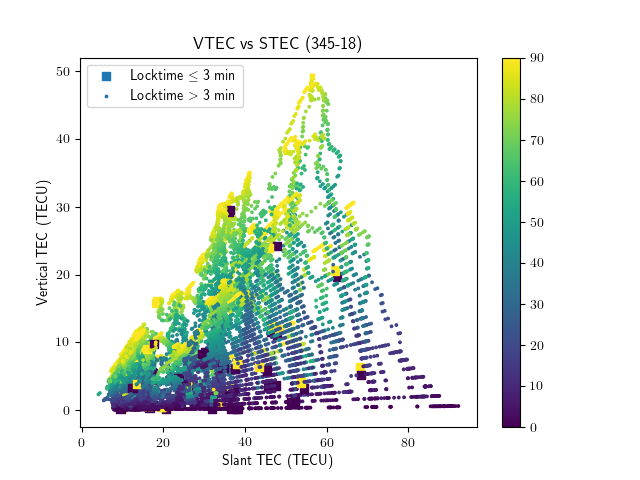 VTEC vs STEC (345-18)
Locktime ≤ 3 min
Locktime > 3 min
Vertical TEC (TECU)
50
40
30
20
10
0
0 20 40 60 80
Slant TEC (TECU)
90
80
70
60
50
40
30
20
10
0